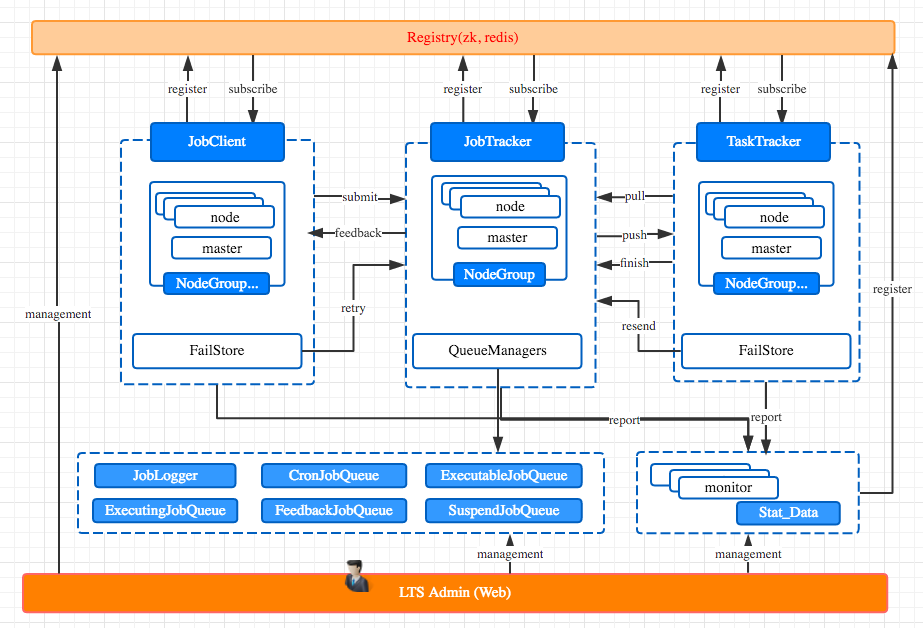 Registry(zk, redis)
register
subscribe
register
subscribe
register
subscribe
JobClient
JobTracker
TaskTracker
node
master
NodeGroup...
FailStore
submit
feedback
retry
node
master
NodeGroup
QueueManagers
pull
push
finish
resend
node
master
NodeGroup...
FailStore
management
register
report
report
JobLogger
CronJobQueue
ExecutableJobQueue
ExecutingJobQueue
FeedbackJobQueue
SuspendJobQueue
monitor
Stat_Data
management
management
LTS Admin (Web)